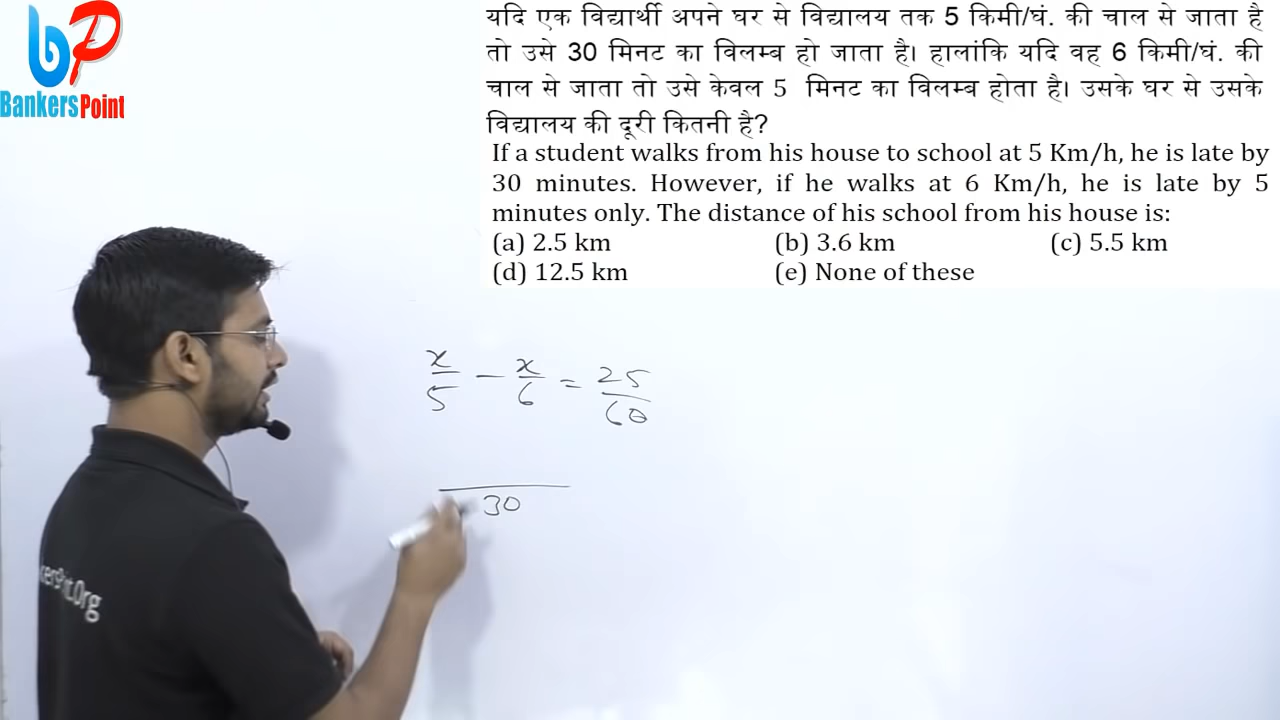 bp
BankersPoint
यदि एक विद्यार्थी अपने घर से विद्यालय तक 5 किमी/घं. की चाल से जाता है
तो उसे 30 मिनट का विलम्ब हो जाता है। हालांकि यदि वह 6 किमी/घं. की
चाल से जाता तो उसे केवल 5 मिनट का विलम्ब होता है। उसके घर से उसके
विद्यालय की दूरी कितनी है?
If a student walks from his house to school at 5 Km/h, he is late by
30 minutes. However, if he walks at 6 Km/h, he is late by 5
minutes only. The distance of his school from his house is:
(a) 2.5 km (b) 3.6 km (c) 5.5 km
(d) 12.5 km (e) None of these
x/5 - x/6 = 25/60
30